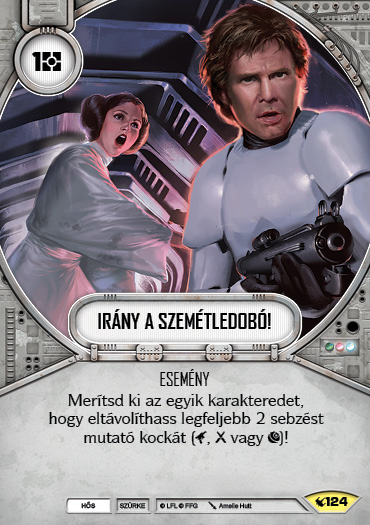 1
IRÁNY A SZEMÉTLEDOBÓ!
ESEMÉNY
Merítsd ki az egyik karakteredet,
hogy eltávolíthass legfeljebb 2 sebzést
mutató kockát (, vagy )!
HŐS SZÜRKE © LFL © FFG Amelie Hutt 124